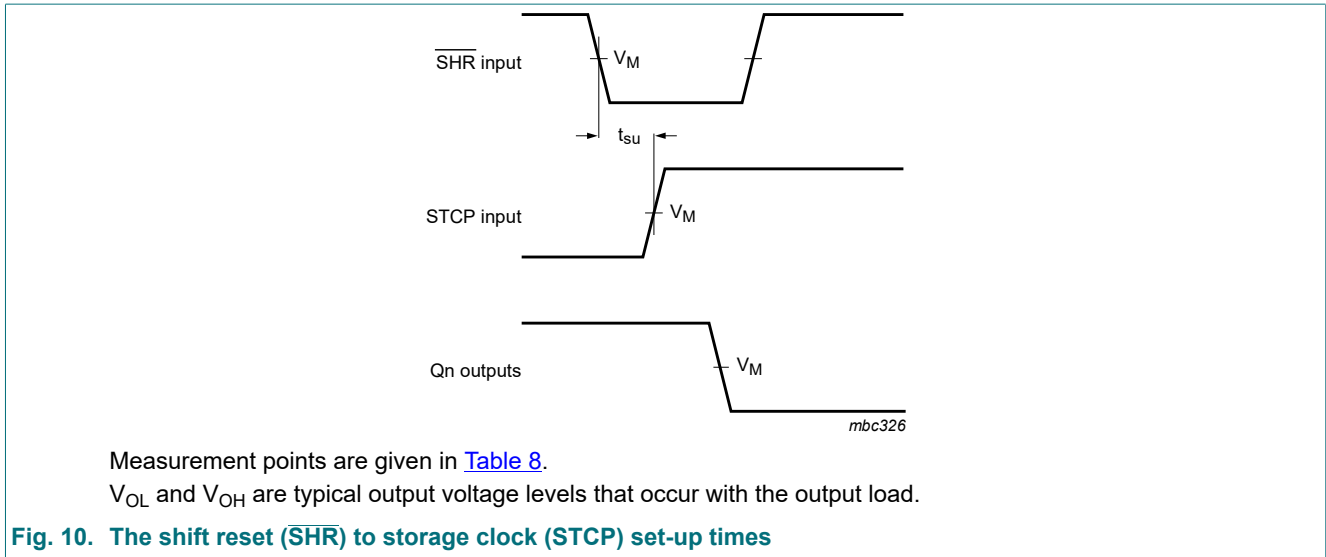 S̅H̅R̅ input
VM
tsu
STCP input
VM
Qn outputs
VM
mbc326
Measurement points are given in Table 8.
VOL and VOH are typical output voltage levels that occur with the output load.
Fig. 10. The shift reset (S̅H̅R̅) to storage clock (STCP) set-up times